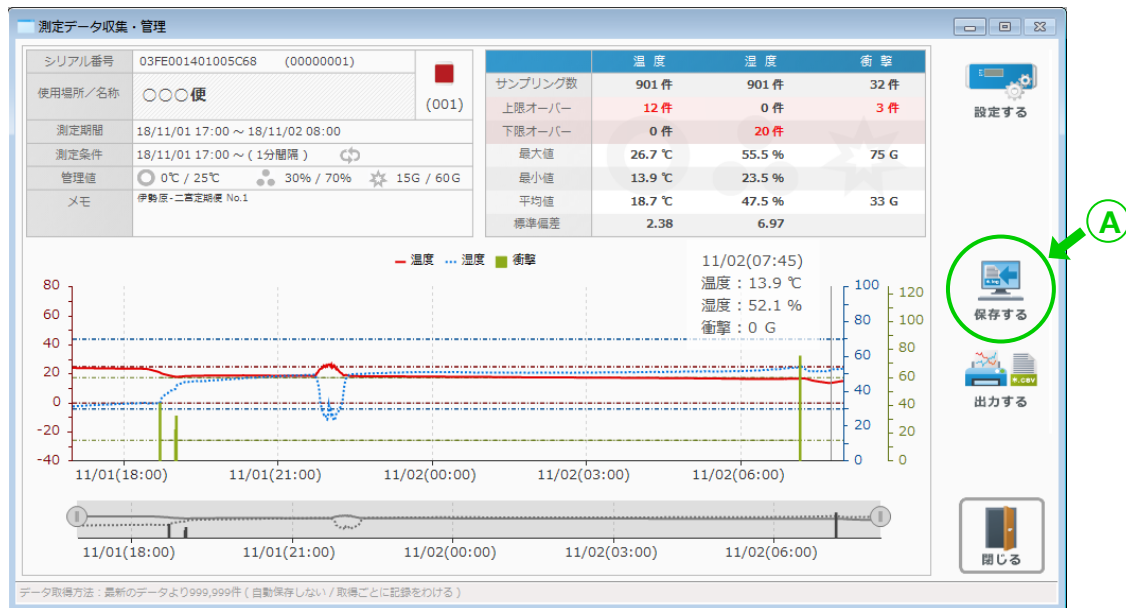 測定データ収集・管理
シリアル番号 03FE001401005C68 (00000001)
使用場所／名称 〇〇〇便 (001)
測定期間 18/11/01 17:00 ～ 18/11/02 08:00
測定条件 18/11/01 17:00 ～ ( 1分間隔 )
管理値 0℃ / 25℃ 30% / 70% 15G / 60G
メモ 伊勢原-二宮定期便 No.1
温度 湿度 衝撃
サンプリング数 901 件 901 件 32 件
上限オーバー 12 件 0 件 3 件
下限オーバー 0 件 20 件
最大値 26.7 ℃ 55.5 % 75 G
最小値 13.9 ℃ 23.5 %
平均値 18.7 ℃ 47.5 % 33 G
標準偏差 2.38 6.97
設定する
A
*.log
保存する
*.csv
出力する
閉じる
温度 湿度 衝撃
11/02(07:45)
温度：13.9 ℃
湿度：52.1 %
衝撃：0 G
80
60
40
20
0
-20
-40
100
80
60
40
20
0
120
100
80
60
40
20
0
11/01(18:00) 11/01(21:00) 11/02(00:00) 11/02(03:00) 11/02(06:00)
11/01(18:00) 11/01(21:00) 11/02(00:00) 11/02(03:00) 11/02(06:00)
データ取得方法：最新のデータより999,999件 ( 自動保存しない / 取得ごとに記録をわける )